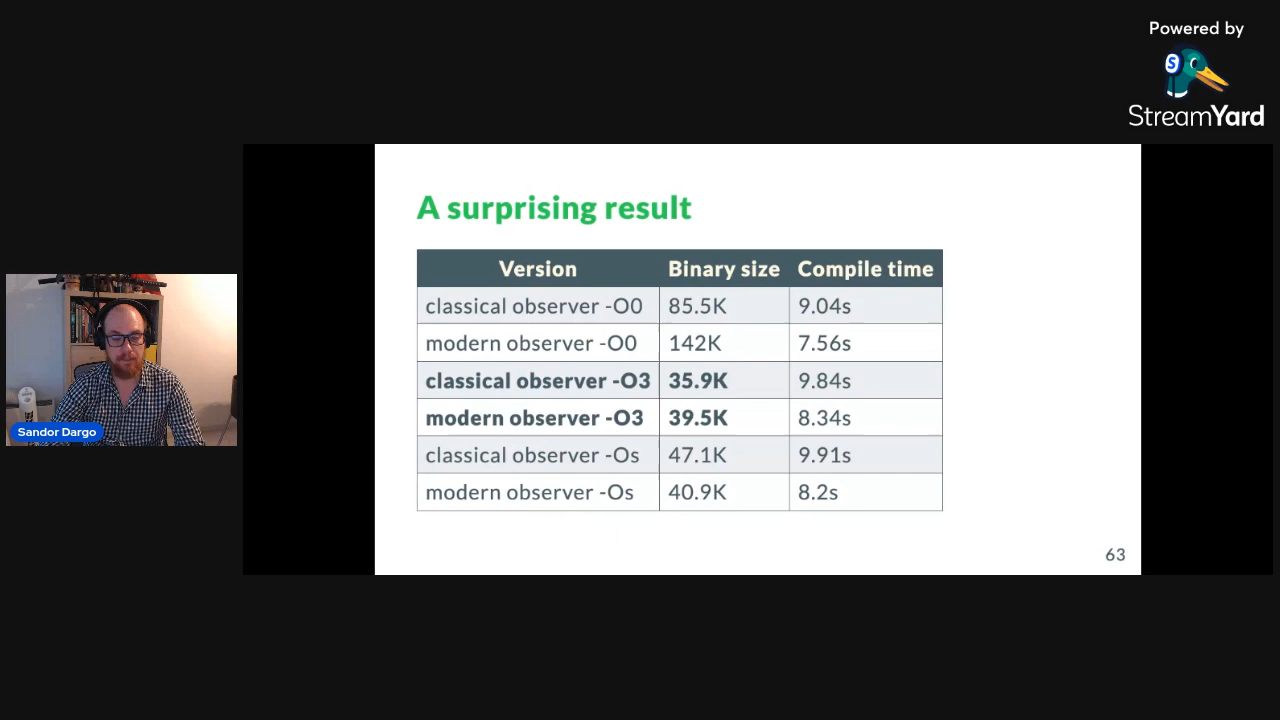 Powered by
S
StreamYard
A surprising result
Version Binary size Compile time
classical observer -O0 85.5K 9.04s
modern observer -O0 142K 7.56s
classical observer -O3 35.9K 9.84s
modern observer -O3 39.5K 8.34s
classical observer -Os 47.1K 9.91s
modern observer -Os 40.9K 8.2s
63
Sandor Dargo